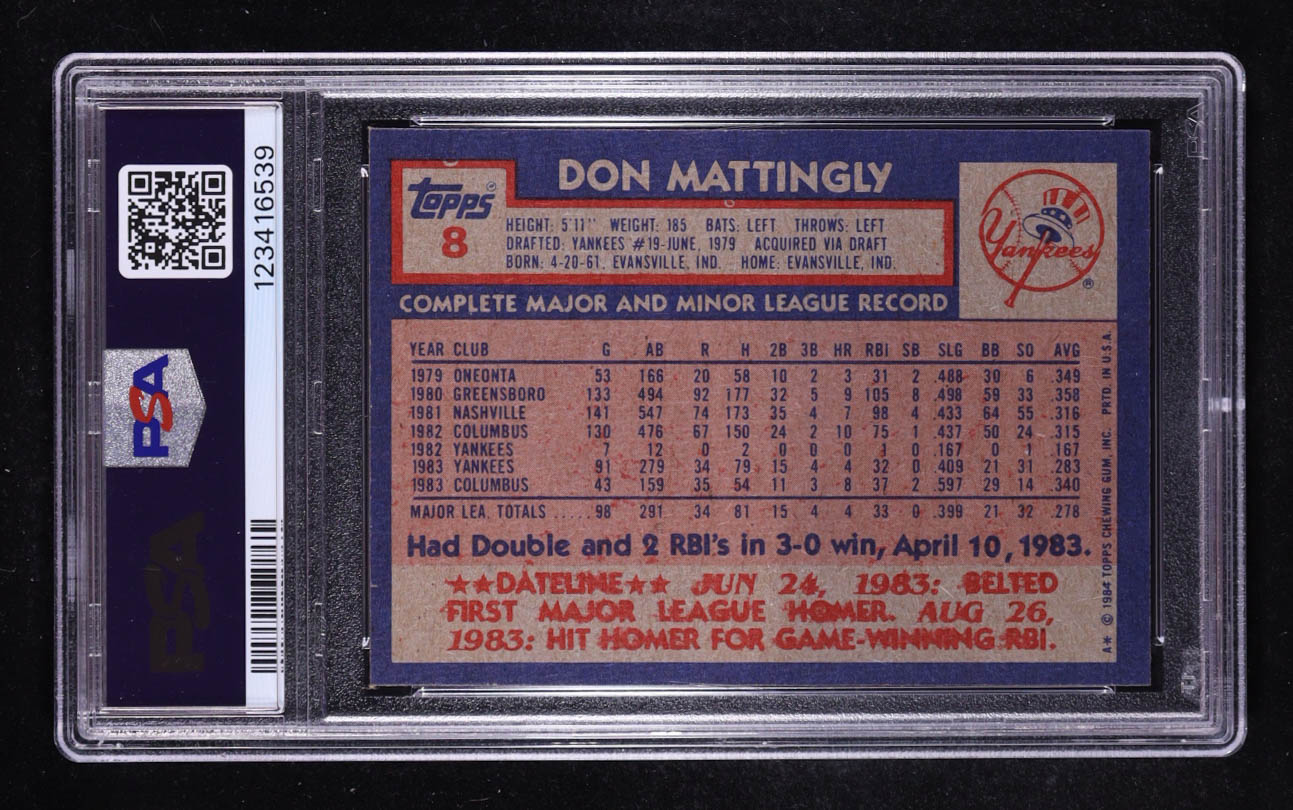 DON MATTINGLY
Topps®
8
HEIGHT: 5'11'' WEIGHT: 185 BATS: LEFT THROWS: LEFT
DRAFTED: YANKEES #19-JUNE, 1979 ACQUIRED VIA DRAFT
BORN: 4-20-61, EVANSVILLE, IND. HOME: EVANSVILLE, IND.
Yankees
®
COMPLETE MAJOR AND MINOR LEAGUE RECORD
YEAR CLUB G AB R H 2B 3B HR RBI SB SLG BB SO AVG
1979 ONEONTA 53 166 20 58 10 2 3 31 2 .488 30 6 .349
1980 GREENSBORO 133 494 92 177 32 5 9 105 8 .498 59 33 .358
1981 NASHVILLE 141 547 74 173 35 4 7 98 4 .433 64 55 .316
1982 COLUMBUS 130 476 67 150 24 2 10 75 1 .437 50 24 .315
1982 YANKEES 7 12 0 2 0 0 0 1 0 .167 0 1 .167
1983 YANKEES 91 279 34 79 15 4 4 32 0 .409 21 31 .283
1983 COLUMBUS 43 159 35 54 11 3 8 37 2 .597 29 14 .340
MAJOR LEA. TOTALS ..... 98 291 34 81 15 4 4 33 0 .399 21 32 .278
Had Double and 2 RBI's in 3-0 win, April 10, 1983.
★★DATELINE★★ JUN 24, 1983: BELTED
FIRST MAJOR LEAGUE HOMER. AUG 26,
1983: HIT HOMER FOR GAME-WINNING RBI.
A* © 1984 TOPPS CHEWING GUM, INC. PRTD. IN U.S.A.
123416539
PSA
PSA
PSA